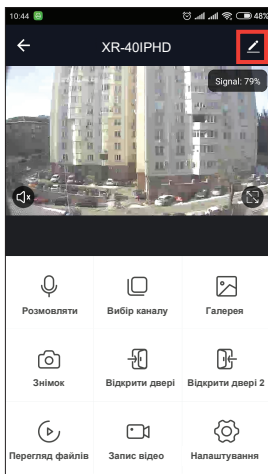 10:44 48%
XR-40IPHD
Signal: 79%
Розмовляти Вибір каналу Галерея
Знімок Відкрити двері Відкрити двері 2
Перегляд файлів Запис відео Налаштування